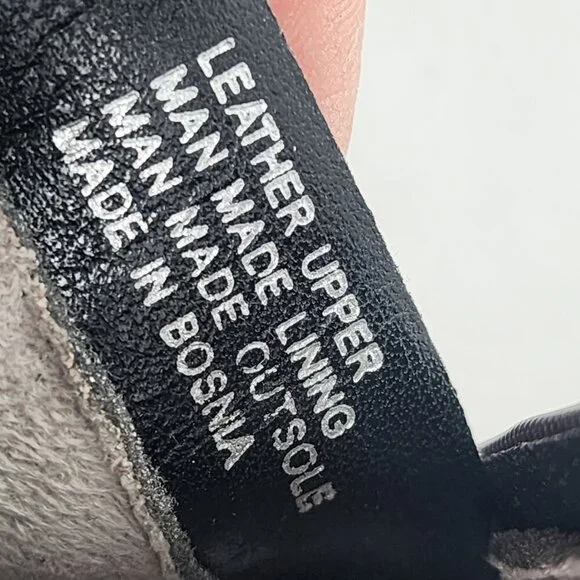 LEATHER UPPER
MAN MADE LINING
MAN MADE OUTSOLE
MADE IN BOSNIA